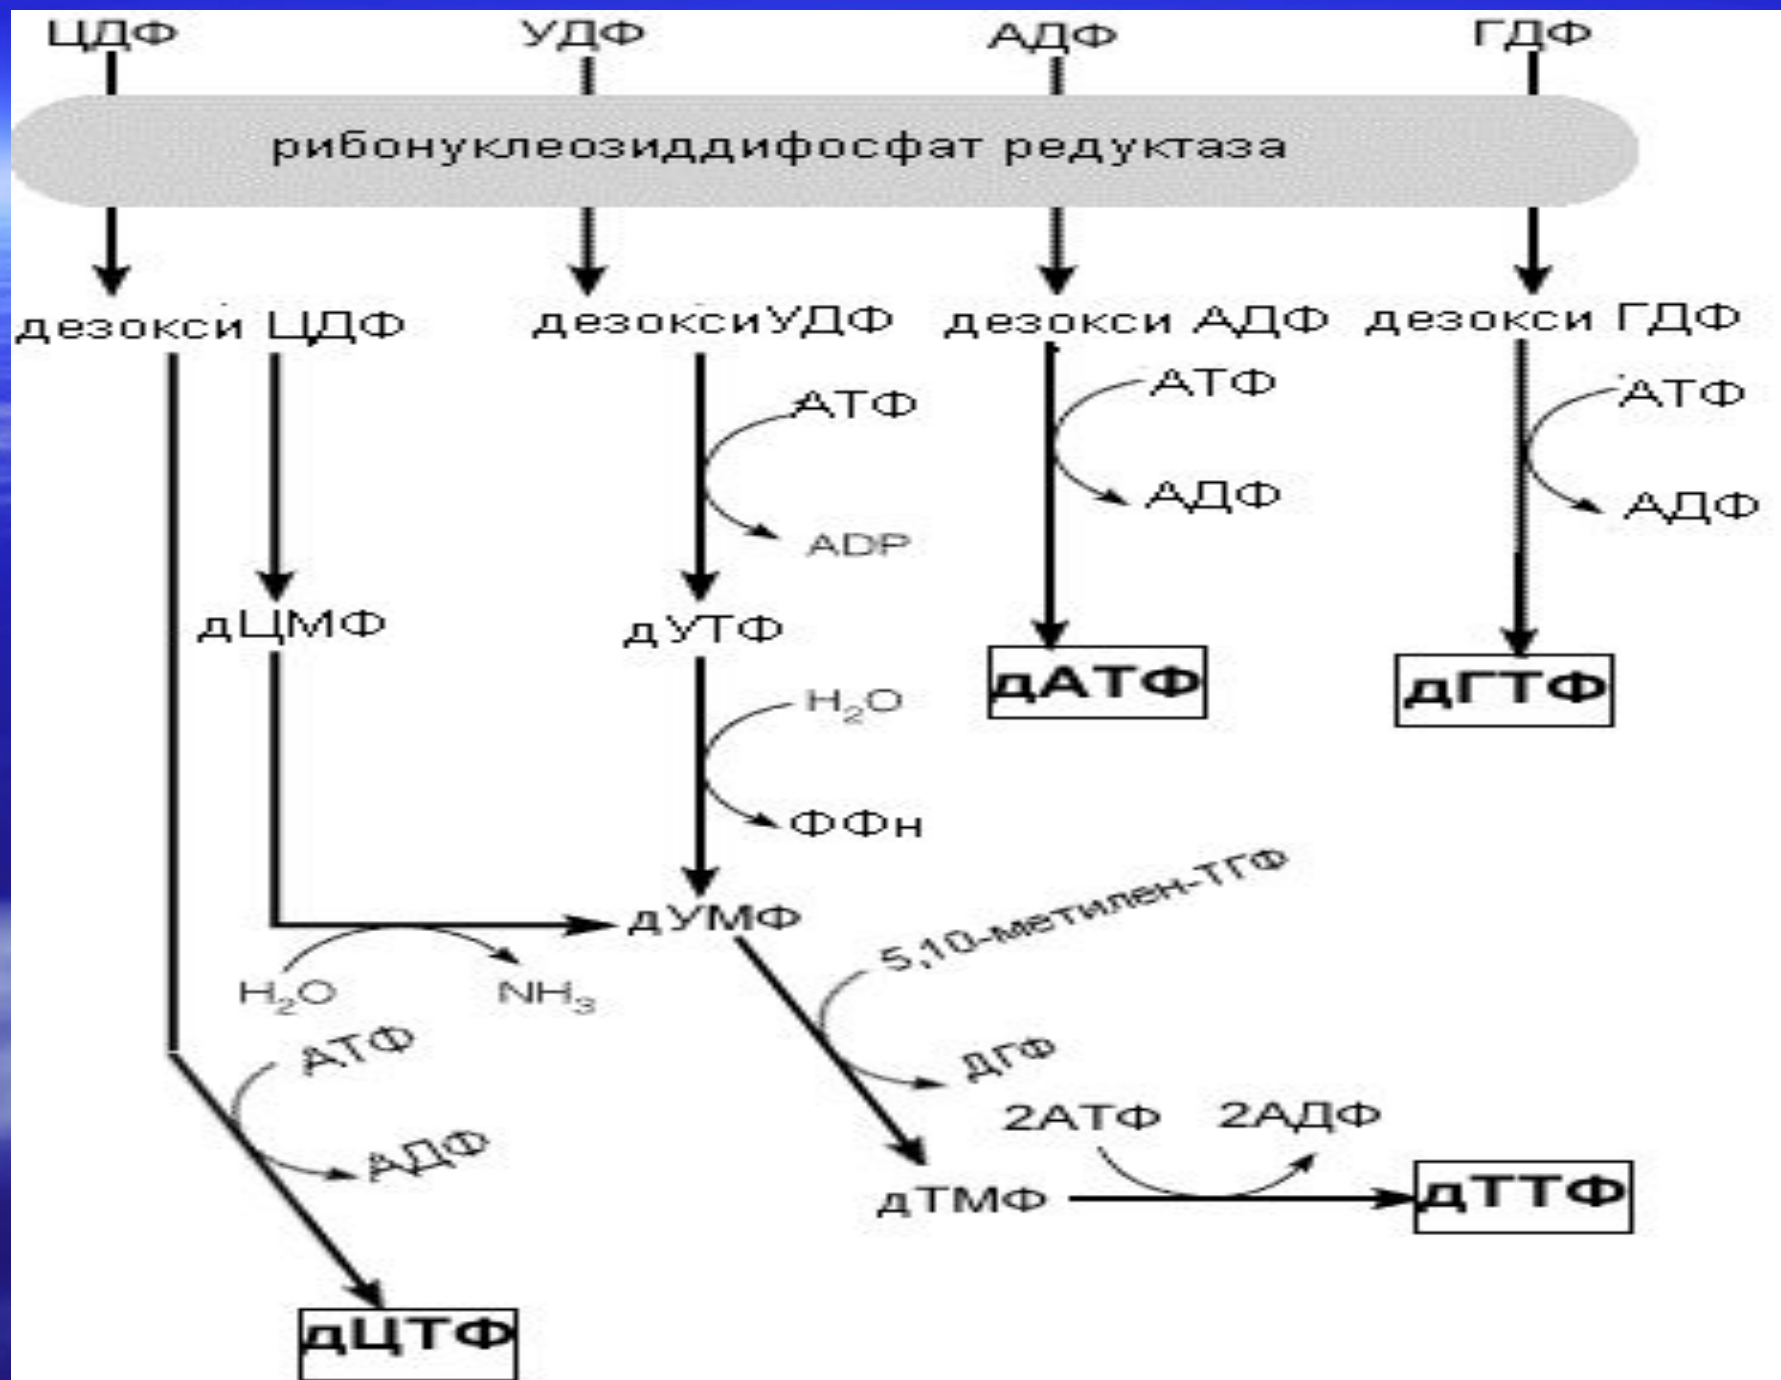 ЦДФ УДФ АДФ ГДФ
рибонуклеозиддифосфат редуктаза
дезокси ЦДФ дезоксиУДФ дезокси АДФ дезокси ГДФ
АТФ АТФ АТФ
ADP АДФ АДФ
дЦМФ дУТФ дАТФ дГТФ
H₂O
ФФн
дУМФ 5,10-метилен-ТГФ
H₂O NH₃
АТФ ДГФ
АДФ 2АТФ 2АДФ
дТМФ дТТФ
дЦТФ